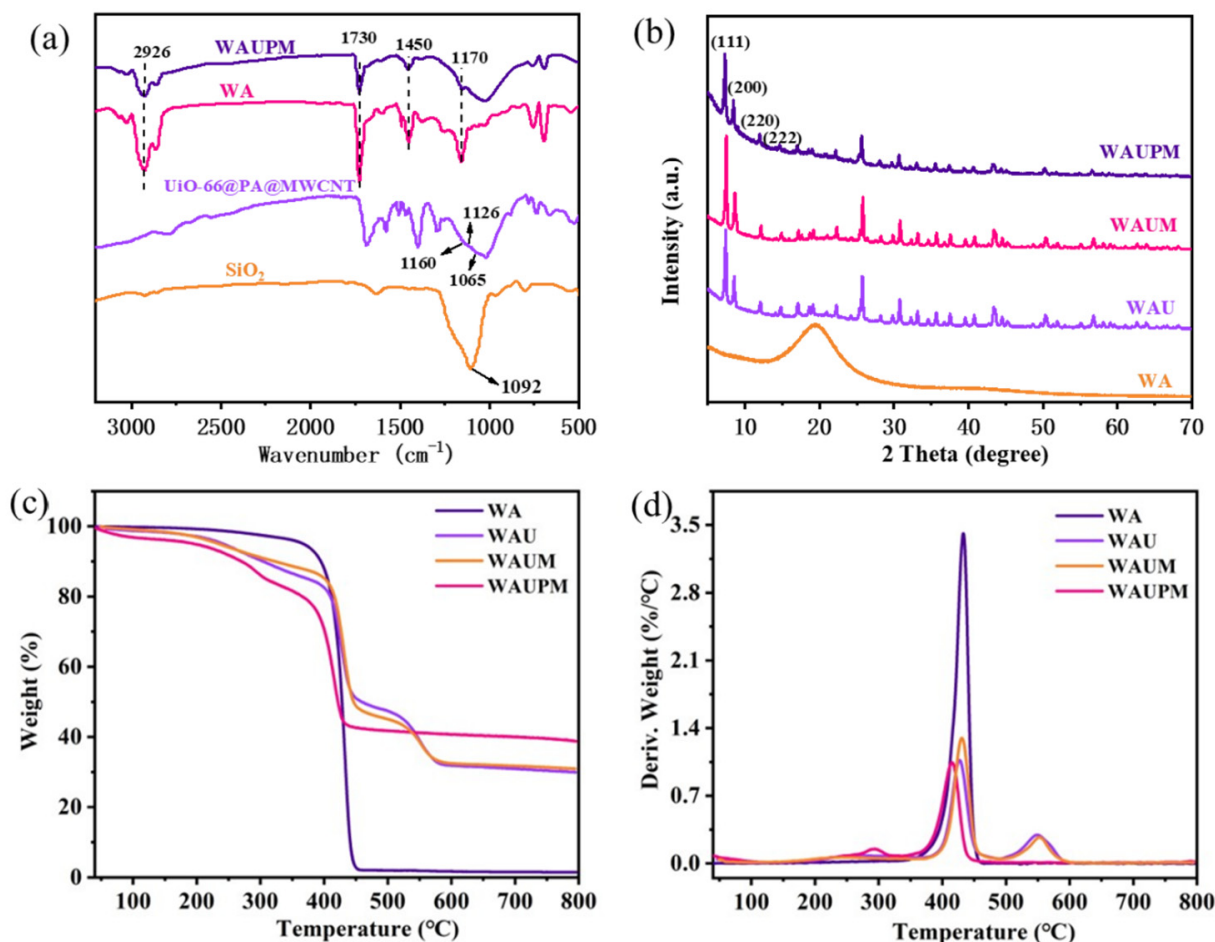 (a)
2926
1730
1450
1170
WAUPM
WA
UiO-66@PA@MWCNT
1126
1160
1065
SiO₂
1092
3000
2500
2000
1500
1000
500
Wavenumber (cm⁻¹)
(b)
(111)
(200)
(220)
(222)
WAUPM
WAUM
WAU
WA
Intensity (a.u.)
10
20
30
40
50
60
70
2 Theta (degree)
(c)
WA
WAU
WAUM
WAUPM
100
80
60
40
20
0
Weight (%)
100
200
300
400
500
600
700
800
Temperature (℃)
(d)
WA
WAU
WAUM
WAUPM
3.5
2.8
2.1
1.4
0.7
0.0
Deriv. Weight (%/℃)
100
200
300
400
500
600
700
800
Temperature (℃)